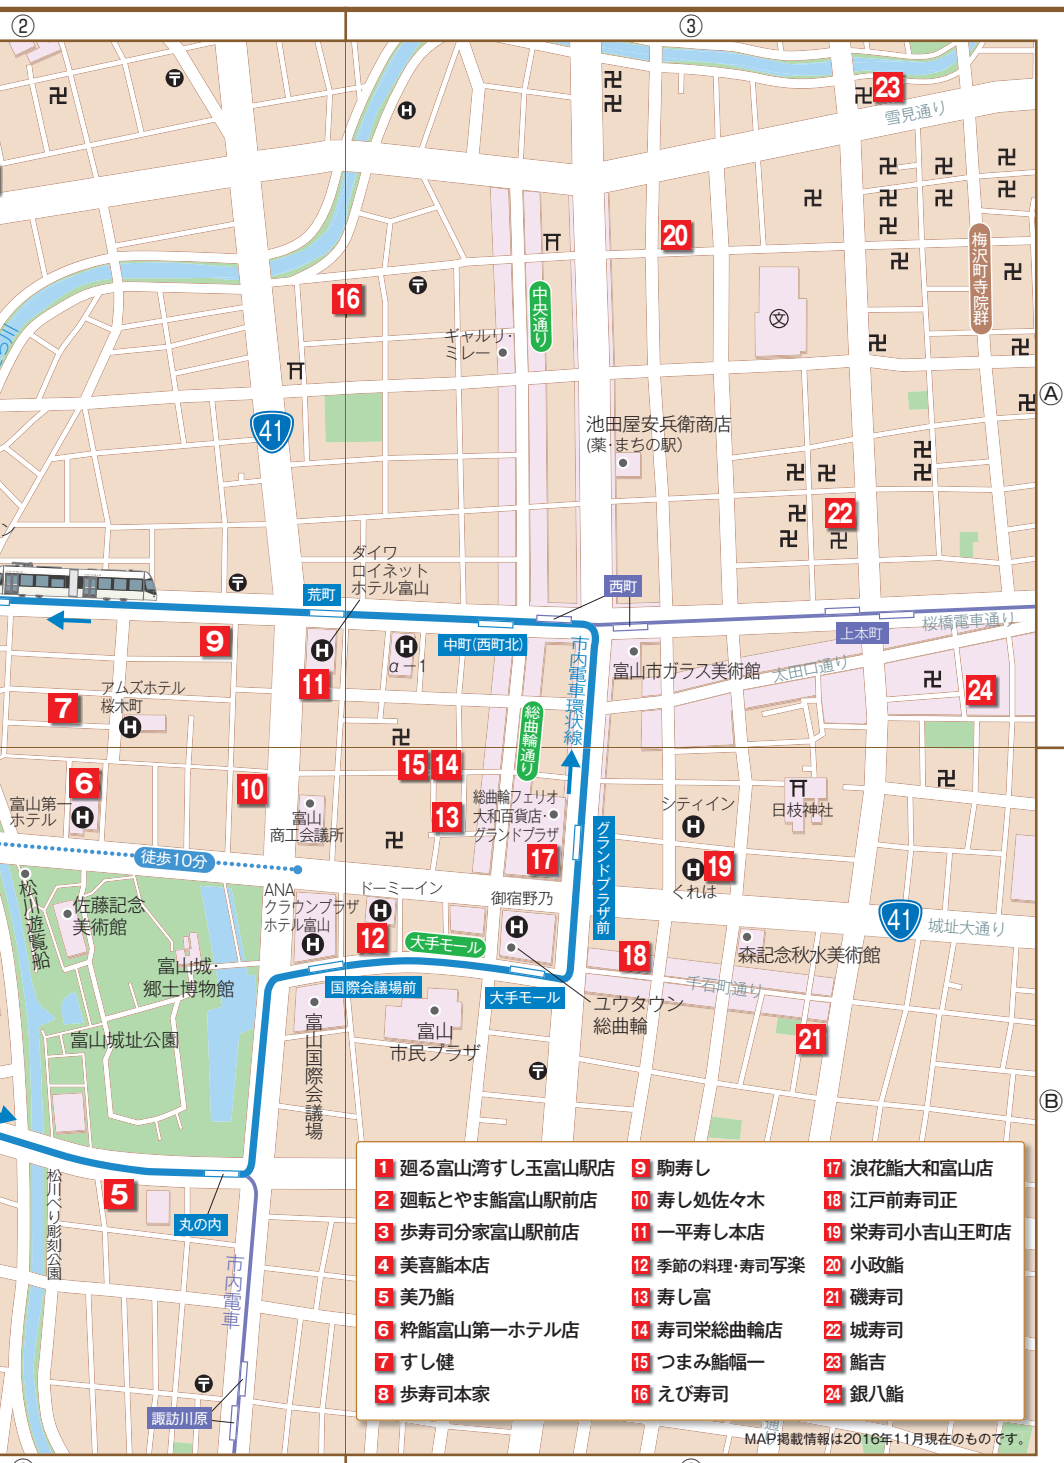 ②
③
23
雪見通り
20
梅沢町寺院群
16
中央通り
ギャルリ・
ミレー
文
Ⓐ
41
池田屋安兵衛商店
(薬・まちの駅)
22
ン
ダイワ
ロイネット
ホテル富山
荒町
西町
中町(西町北)
上本町
桜橋電車通り
9
H
H
α－1
市内電車環状線
富山市ガラス美術館
太田口通り
11
7
アムズホテル
桜木町
H
24
総曲輪通り
15
14
6
10
富山第一
ホテル
H
富山
商工会議所
13
総曲輪フェリオ
大和百貨店・
グランドプラザ
シティイン
H
日枝神社
17
グランドプラザ前
徒歩10分
H
19
くれは
松川遊覧船
佐藤記念
美術館
ANA
クラウンプラザ
ホテル富山
H
ドーミーイン
H
12
御宿野乃
H
大手モール
41
城址大通り
18
森記念秋水美術館
富山城・
郷土博物館
国際会議場前
大手モール
千石町通り
ユウタウン
総曲輪
富山城址公園
富山国際会議場
富山
市民プラザ
21
Ⓑ
5
松川べり彫刻公園
丸の内
市内電車
諏訪川原
1 廻る富山湾すし玉富山駅店
2 廻転とやま鮨富山駅前店
3 歩寿司分家富山駅前店
4 美喜鮨本店
5 美乃鮨
6 粋鮨富山第一ホテル店
7 すし健
8 歩寿司本家
9 駒寿し
10 寿し処佐々木
11 一平寿し本店
12 季節の料理・寿司写楽
13 寿し富
14 寿司栄総曲輪店
15 つまみ鮨幅一
16 えび寿司
17 浪花鮨大和富山店
18 江戸前寿司正
19 栄寿司小吉山王町店
20 小政鮨
21 磯寿司
22 城寿司
23 鮨吉
24 銀八鮨
MAP掲載情報は2016年11月現在のものです。